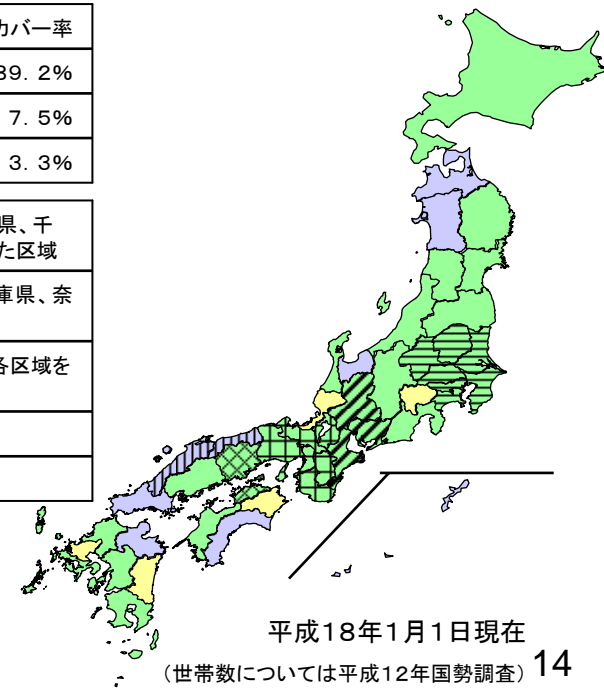 カバー率
89.2%
7.5%
3.3%
県、千
た区域
庫県、奈
各区域を
平成18年1月1日現在
(世帯数については平成12年国勢調査) 14